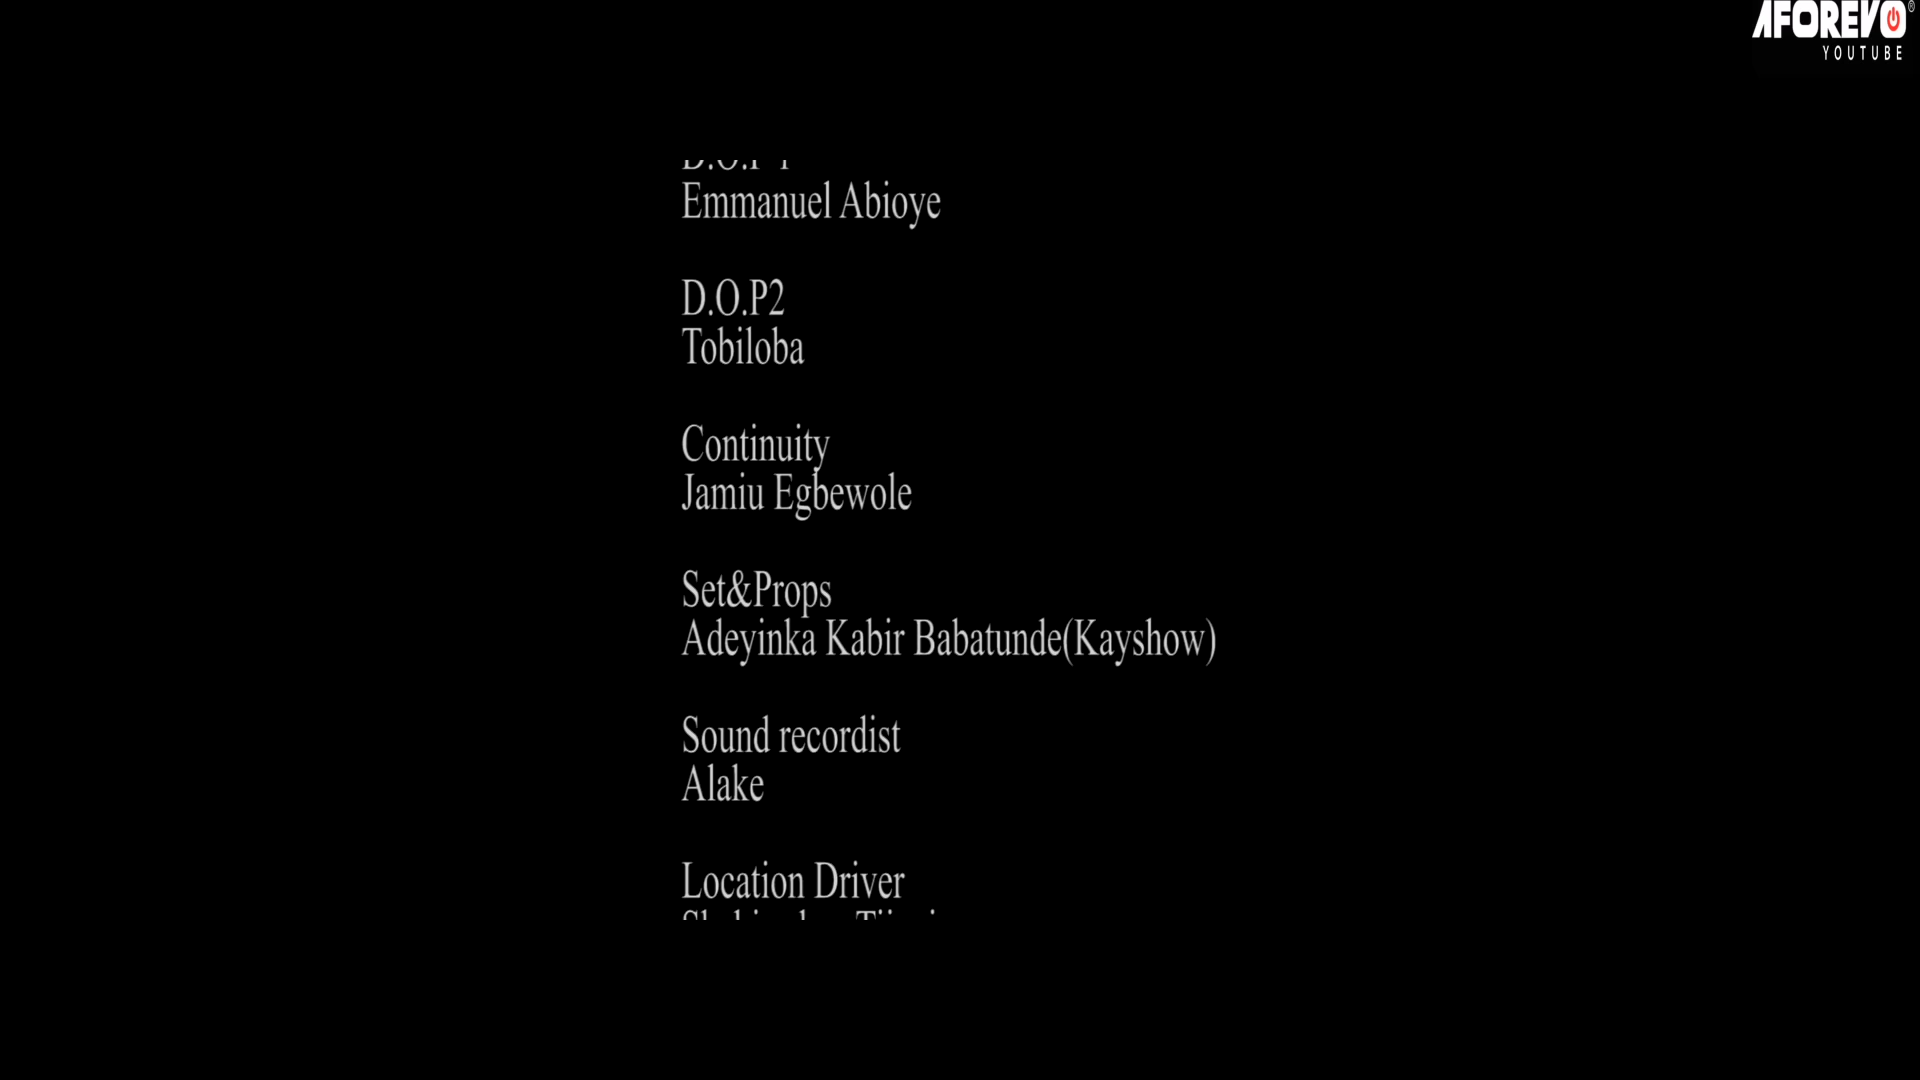 AFOREVO®
YOUTUBE
D.O.P 1
Emmanuel Abioye
D.O.P2
Tobiloba
Continuity
Jamiu Egbewole
Set&Props
Adeyinka Kabir Babatunde(Kayshow)
Sound recordist
Alake
Location Driver